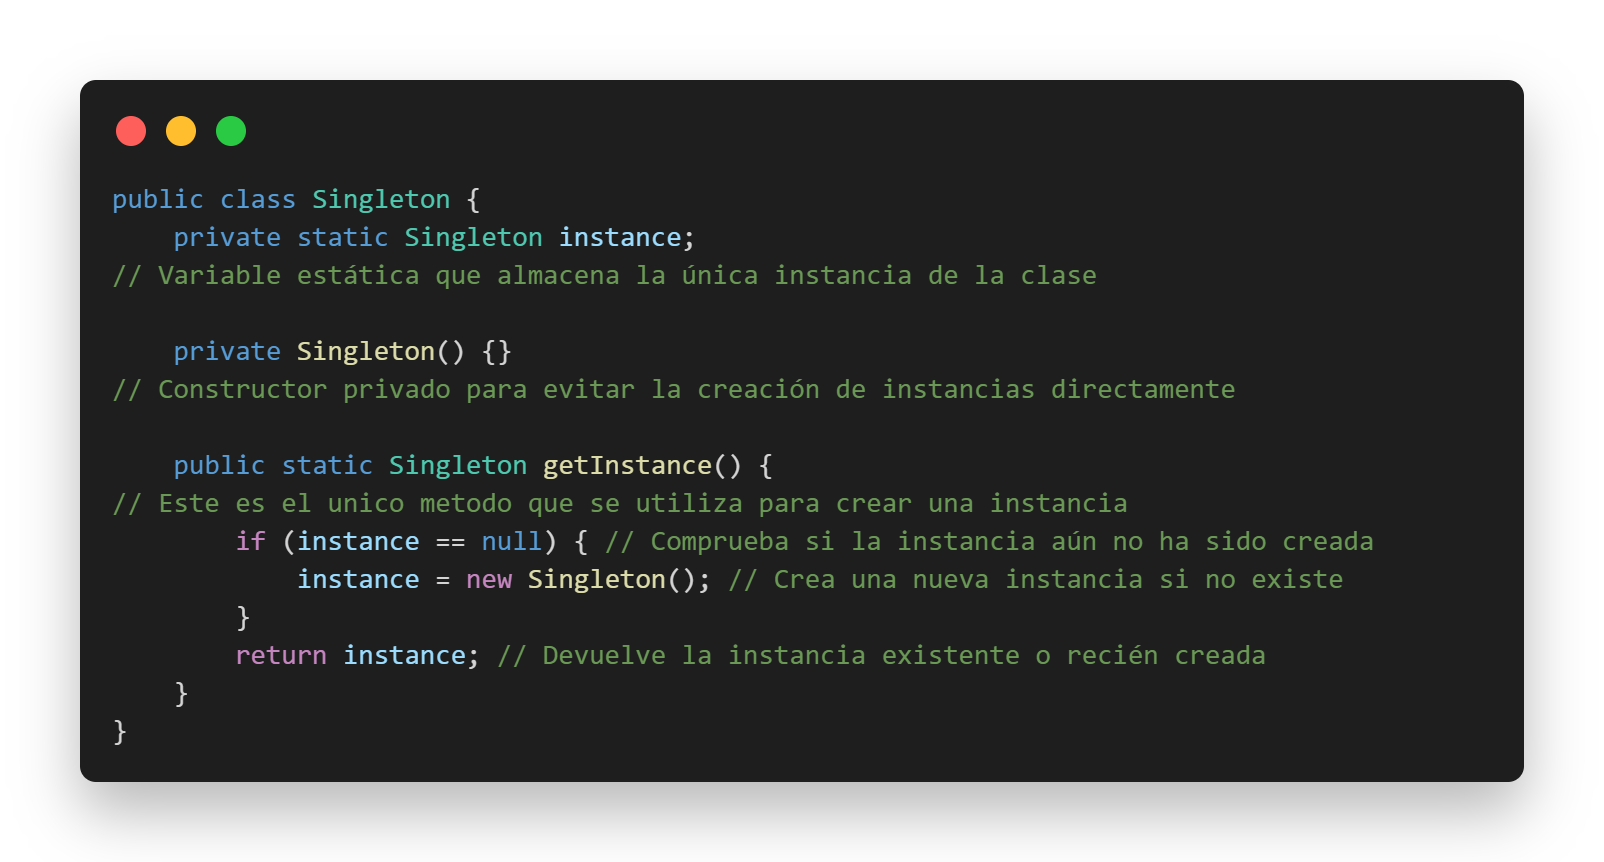 public class Singleton {
    private static Singleton instance;
// Variable estática que almacena la única instancia de la clase
    private Singleton() {}
// Constructor privado para evitar la creación de instancias directamente
    public static Singleton getInstance() {
// Este es el unico metodo que se utiliza para crear una instancia
        if (instance == null) { // Comprueba si la instancia aún no ha sido creada
            instance = new Singleton(); // Crea una nueva instancia si no existe
        }
        return instance; // Devuelve la instancia existente o recién creada
    }
}